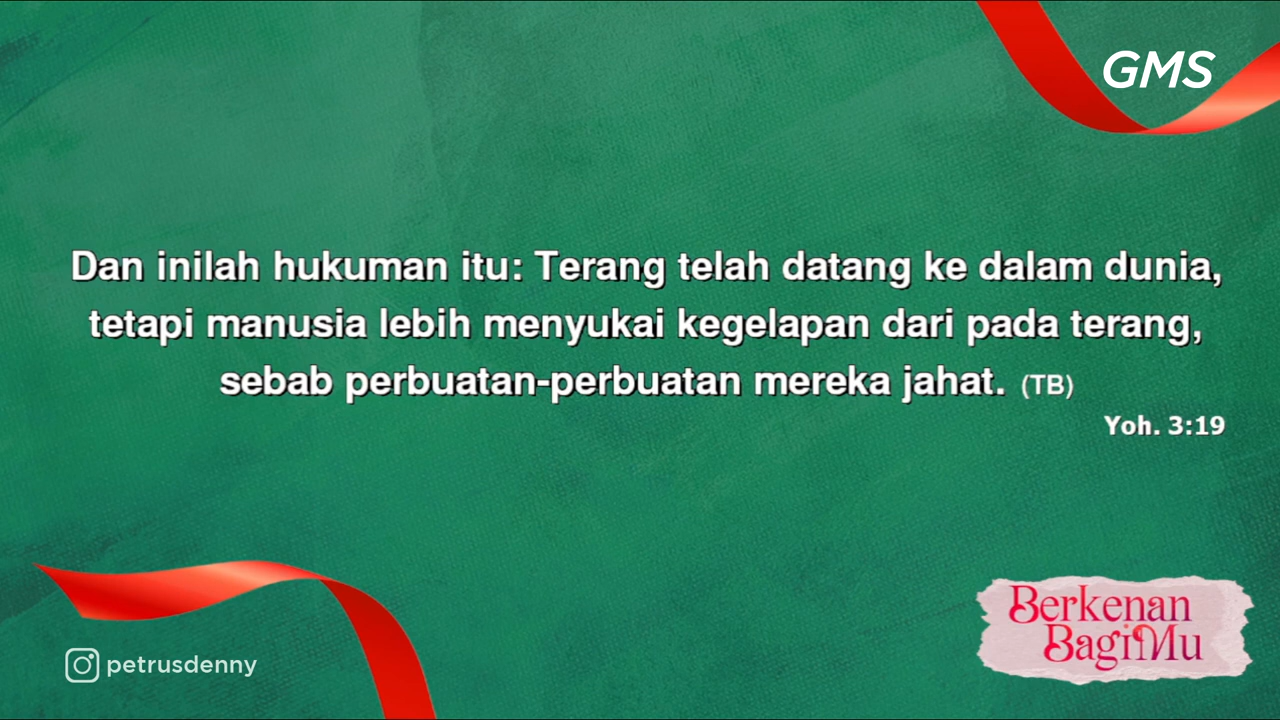 GMS
Dan inilah hukuman itu: Terang telah datang ke dalam dunia,
tetapi manusia lebih menyukai kegelapan dari pada terang,
sebab perbuatan-perbuatan mereka jahat. (TB)
Yoh. 3:19
Berkenan
BagiMu
petrusdenny